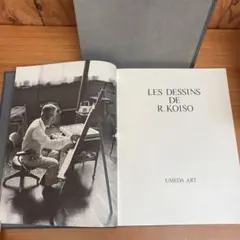 LES DESSINS
DE
R. KOISO
UMEDA ART